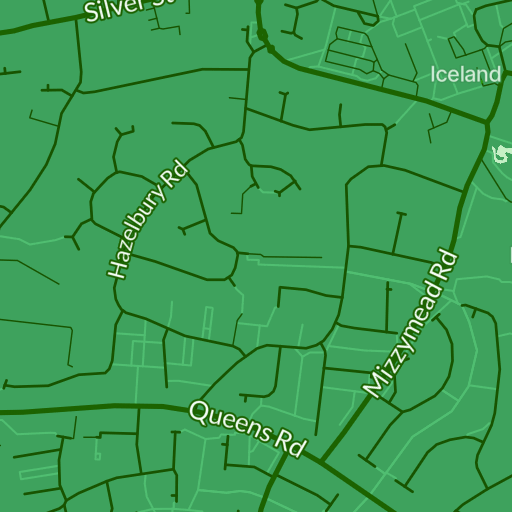 Silver St
Iceland
Hazelbury Rd
Mizzymead Rd
Queens Rd